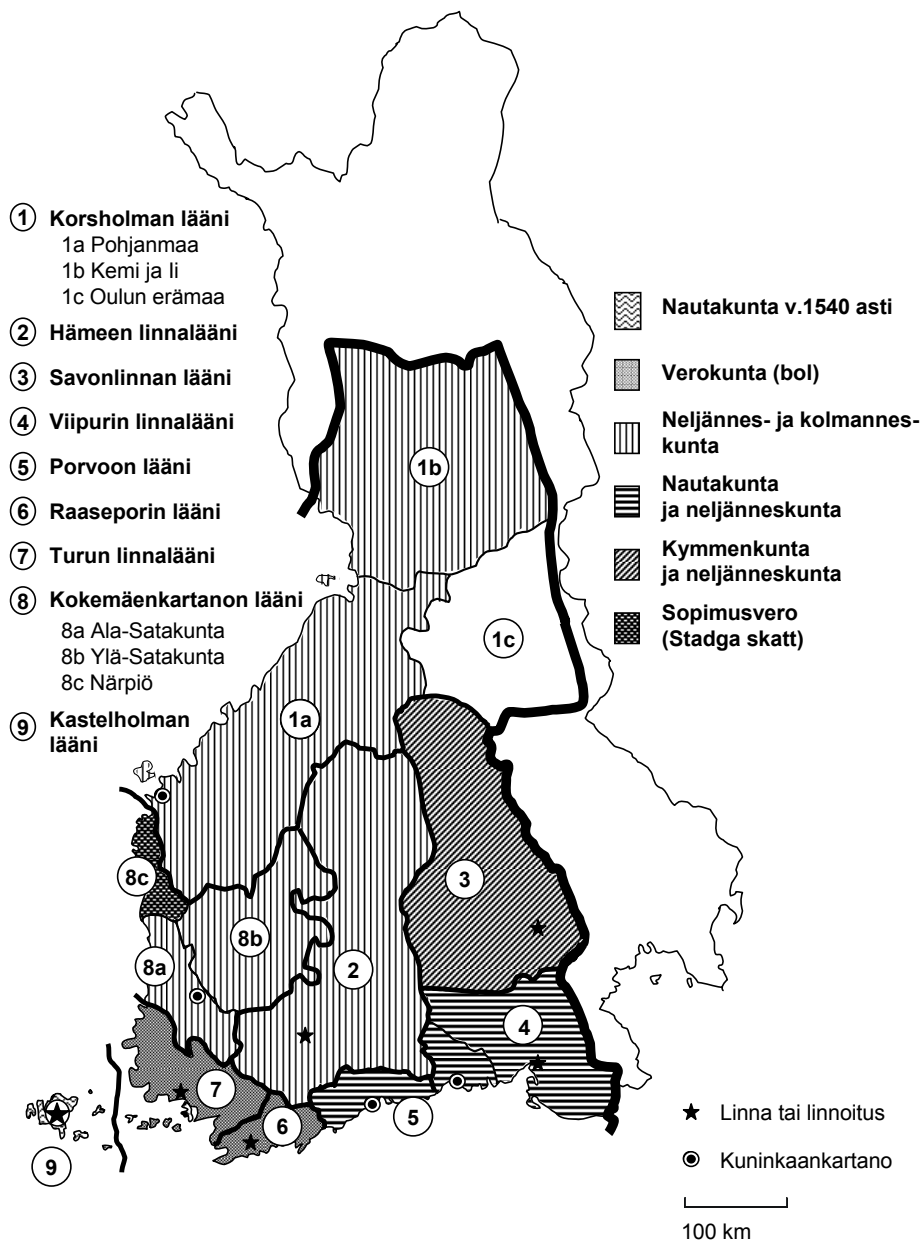 1 Korsholman lääni
1a Pohjanmaa
1b Kemi ja Ii
1c Oulun erämaa
2 Hämeen linnalääni
3 Savonlinnan lääni
4 Viipurin linnalääni
5 Porvoon lääni
6 Raaseporin lääni
7 Turun linnalääni
8 Kokemäenkartanon lääni
8a Ala-Satakunta
8b Ylä-Satakunta
8c Närpiö
9 Kastelholman
lääni
Nautakunta v.1540 asti
Verokunta (bol)
Neljännes- ja kolmannes-
kunta
Nautakunta
ja neljänneskunta
Kymmenkunta
ja neljänneskunta
Sopimusvero
(Stadga skatt)
1b
1c
1a
8c
3
8b
8a
2
4
7
6
5
9
Linna tai linnoitus
Kuninkaankartano
100 km